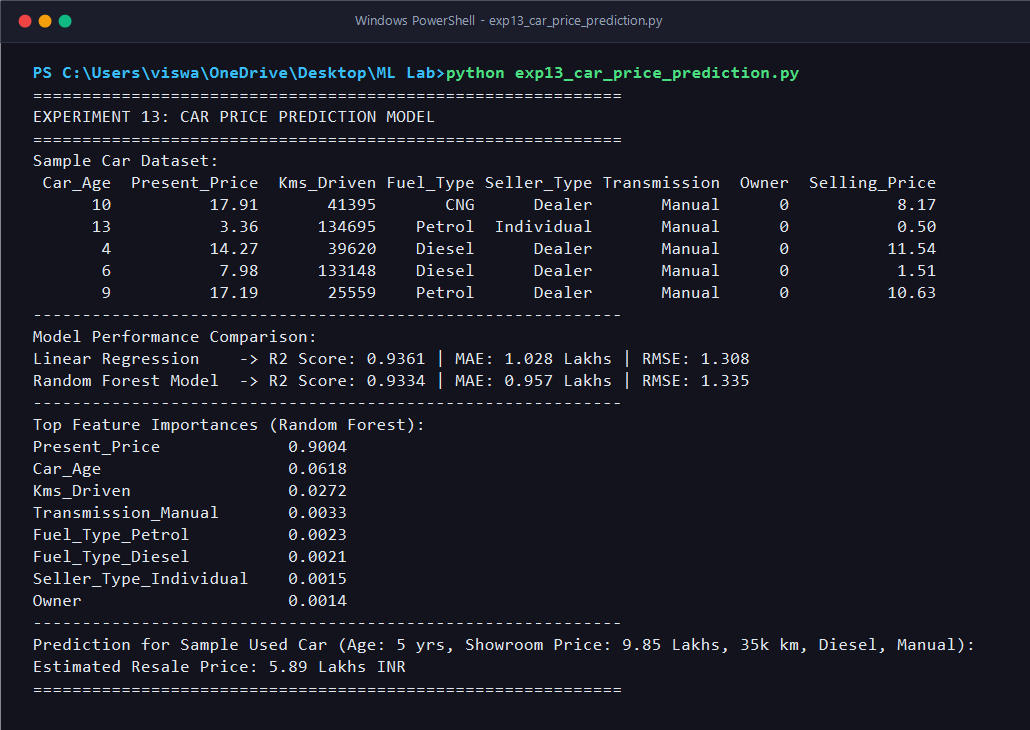 Windows PowerShell - exp13_car_price_prediction.py
PS C:\Users\viswa\OneDrive\Desktop\ML Lab>python exp13_car_price_prediction.py
============================================================
EXPERIMENT 13: CAR PRICE PREDICTION MODEL
============================================================
Sample Car Dataset:
 Car_Age  Present_Price  Kms_Driven Fuel_Type Seller_Type Transmission  Owner  Selling_Price
      10          17.91       41395       CNG      Dealer       Manual      0           8.17
      13           3.36      134695    Petrol  Individual       Manual      0           0.50
       4          14.27       39620    Diesel      Dealer       Manual      0          11.54
       6           7.98      133148    Diesel      Dealer       Manual      0           1.51
       9          17.19       25559    Petrol      Dealer       Manual      0          10.63
------------------------------------------------------------
Model Performance Comparison:
Linear Regression    -> R2 Score: 0.9361 | MAE: 1.028 Lakhs | RMSE: 1.308
Random Forest Model  -> R2 Score: 0.9334 | MAE: 0.957 Lakhs | RMSE: 1.335
------------------------------------------------------------
Top Feature Importances (Random Forest):
Present_Price             0.9004
Car_Age                   0.0618
Kms_Driven                0.0272
Transmission_Manual       0.0033
Fuel_Type_Petrol          0.0023
Fuel_Type_Diesel          0.0021
Seller_Type_Individual    0.0015
Owner                     0.0014
------------------------------------------------------------
Prediction for Sample Used Car (Age: 5 yrs, Showroom Price: 9.85 Lakhs, 35k km, Diesel, Manual):
Estimated Resale Price: 5.89 Lakhs INR
============================================================